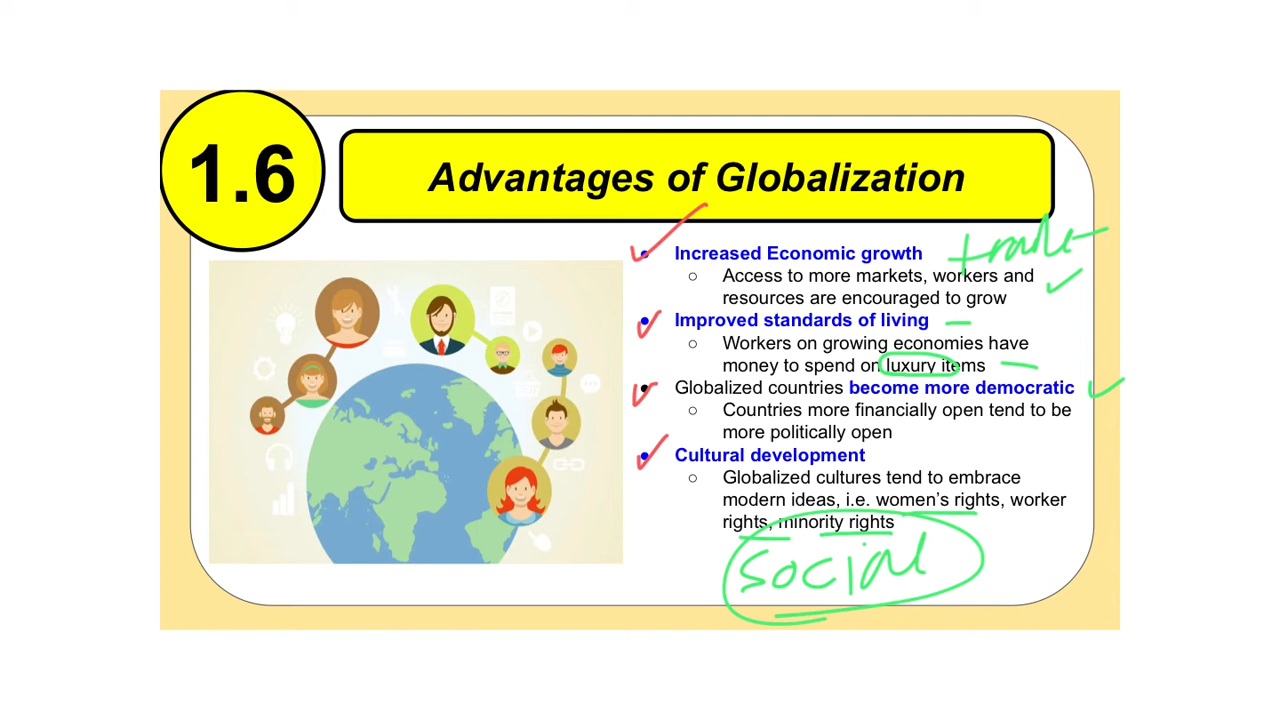 1.6
Advantages of Globalization
• Increased Economic growth
trade
○ Access to more markets, workers and
resources are encouraged to grow
• Improved standards of living
○ Workers on growing economies have
money to spend on luxury items
• Globalized countries become more democratic
○ Countries more financially open tend to be
more politically open
• Cultural development
○ Globalized cultures tend to embrace
modern ideas, i.e. women's rights, worker
rights, minority rights
social